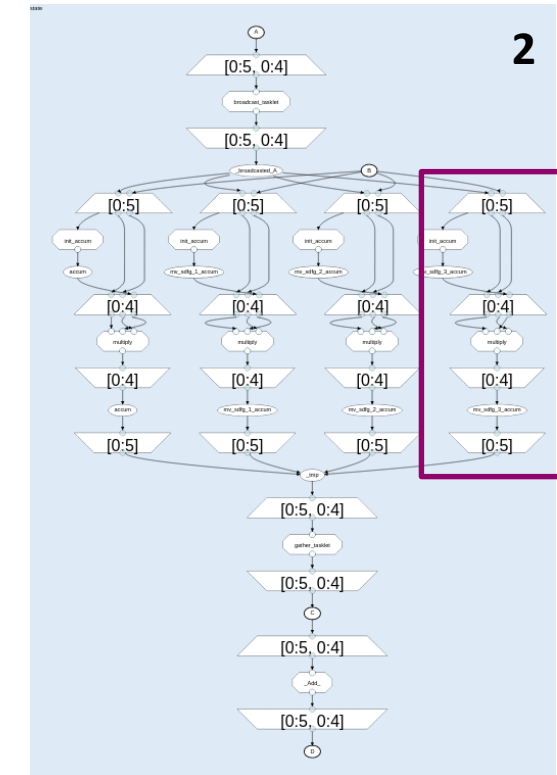 state
2
A
[0:5, 0:4]
broadcast_tasklet
[0:5, 0:4]
_broadcasted_A
B
[0:5] [0:5] [0:5] [0:5]
init_accum init_accum init_accum init_accum
accum mv_sdfg_1_accum mv_sdfg_2_accum mv_sdfg_3_accum
[0:4] [0:4] [0:4] [0:4]
multiply multiply multiply multiply
[0:4] [0:4] [0:4] [0:4]
accum mv_sdfg_1_accum mv_sdfg_2_accum mv_sdfg_3_accum
[0:5] [0:5] [0:5] [0:5]
_tmp
[0:5, 0:4]
gather_tasklet
[0:5, 0:4]
C
[0:5, 0:4]
_Add_
[0:5, 0:4]
D